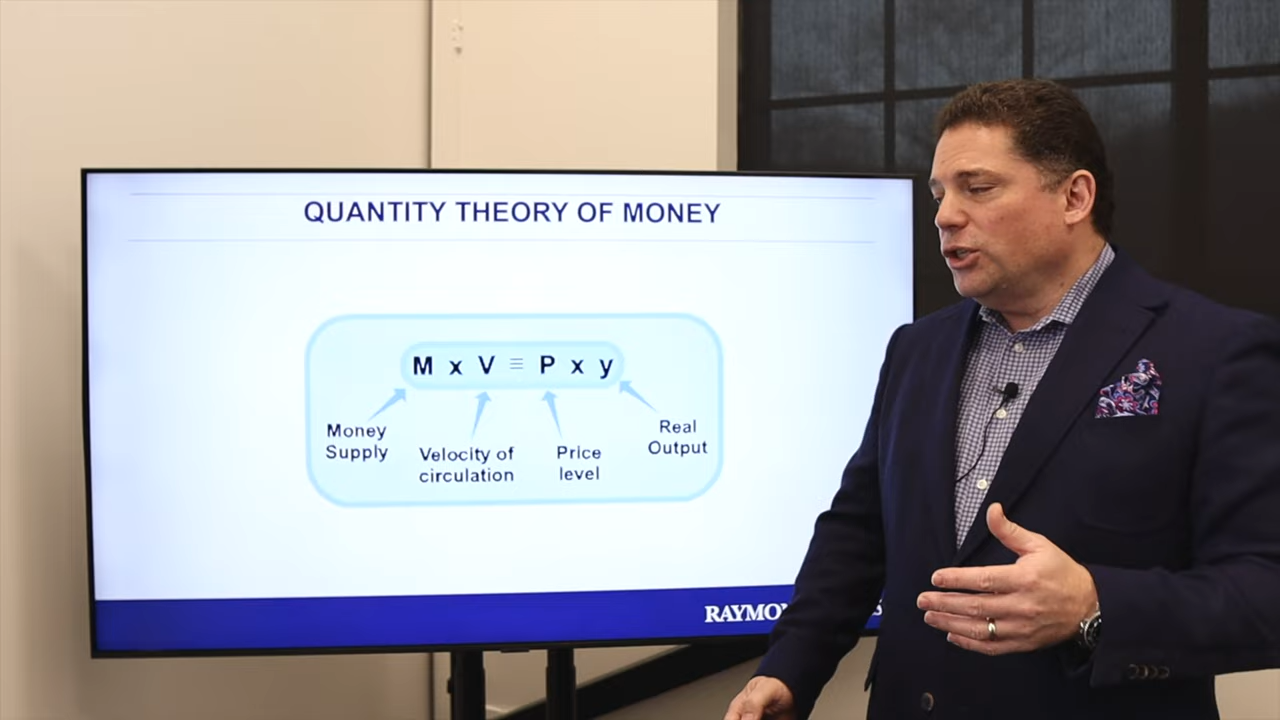 QUANTITY THEORY OF MONEY
M x V ≡ P x y
Money
Supply
Velocity of
circulation
Price
level
Real
Output